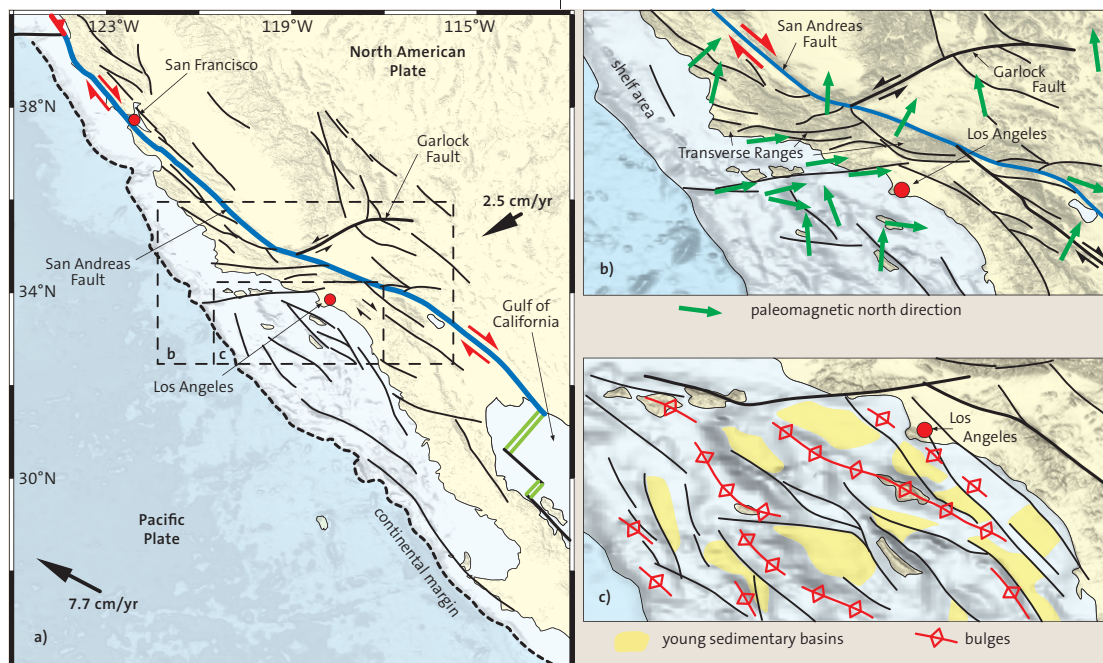 123°W
119°W
115°W
North American
Plate
San Francisco
38°N
Garlock
Fault
2.5 cm/yr
San Andreas
Fault
34°N
Gulf of
California
b
c
Los Angeles
30°N
Pacific
Plate
continental margin
7.7 cm/yr
a)
San Andreas
Fault
shelf area
Garlock
Fault
Los Angeles
Transverse Ranges
b)
paleomagnetic north direction
Los
Angeles
c)
young sedimentary basins
bulges